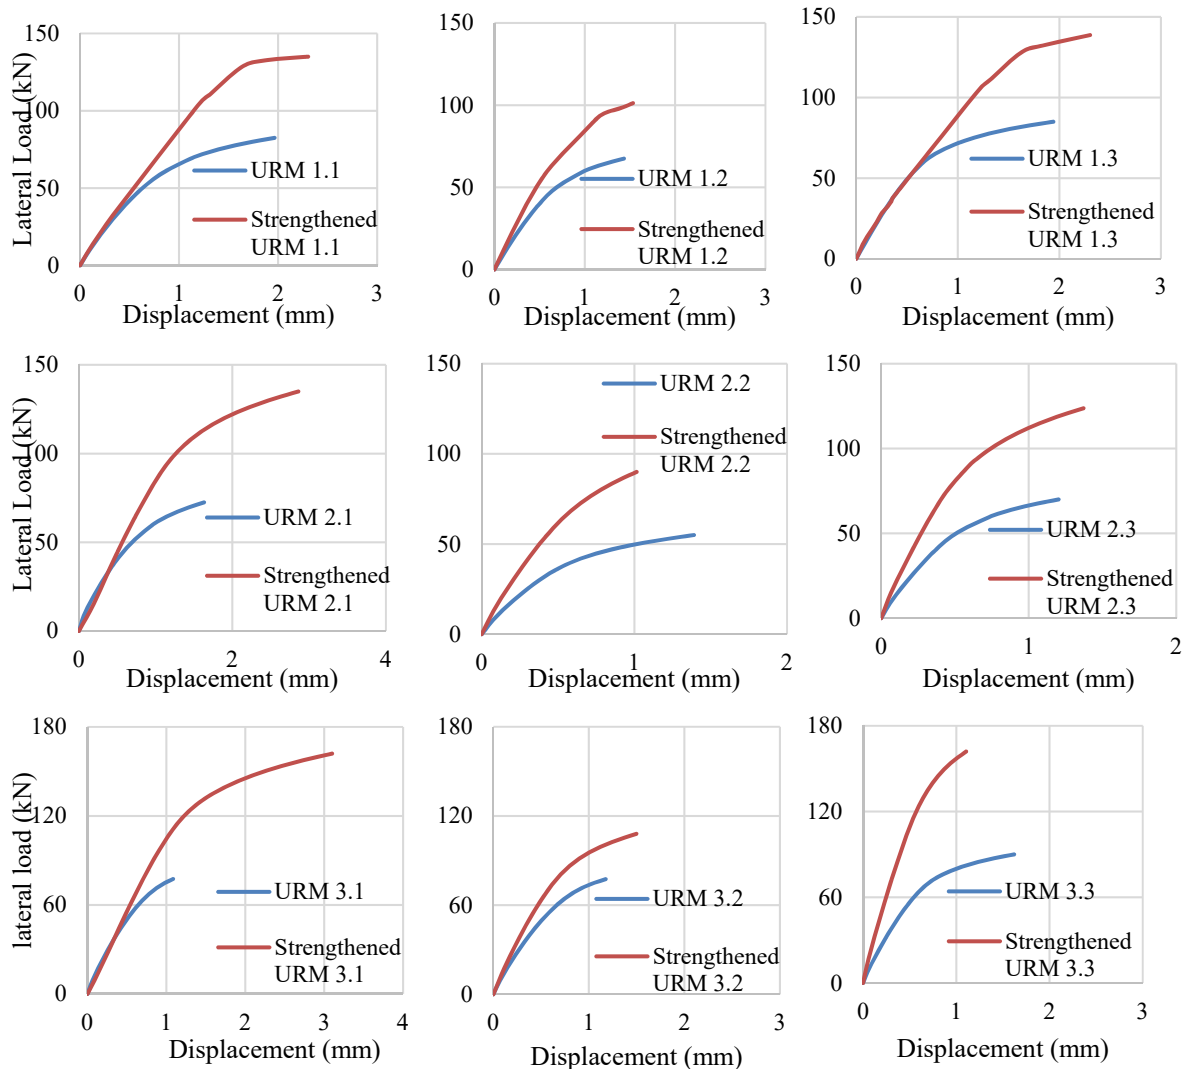 150
100
50
0
0
1
2
3
Lateral Load (kN)
Displacement (mm)
URM 1.1
Strengthened
URM 1.1
150
100
50
0
0
1
2
3
Displacement (mm)
URM 1.2
Strengthened
URM 1.2
150
100
50
0
0
1
2
3
Displacement (mm)
URM 1.3
Strengthened
URM 1.3
150
100
50
0
0
2
4
Lateral Load (kN)
Displacement (mm)
URM 2.1
Strengthened
URM 2.1
150
100
50
0
0
1
2
Displacement (mm)
URM 2.2
Strengthened
URM 2.2
150
100
50
0
0
1
2
Displacement (mm)
URM 2.3
Strengthened
URM 2.3
180
120
60
0
0
1
2
3
4
lateral load (kN)
Displacement (mm)
URM 3.1
Strengthened
URM 3.1
180
120
60
0
0
1
2
3
Displacement (mm)
URM 3.2
Strengthened
URM 3.2
180
120
60
0
0
1
2
3
Displacement (mm)
URM 3.3
Strengthened
URM 3.3